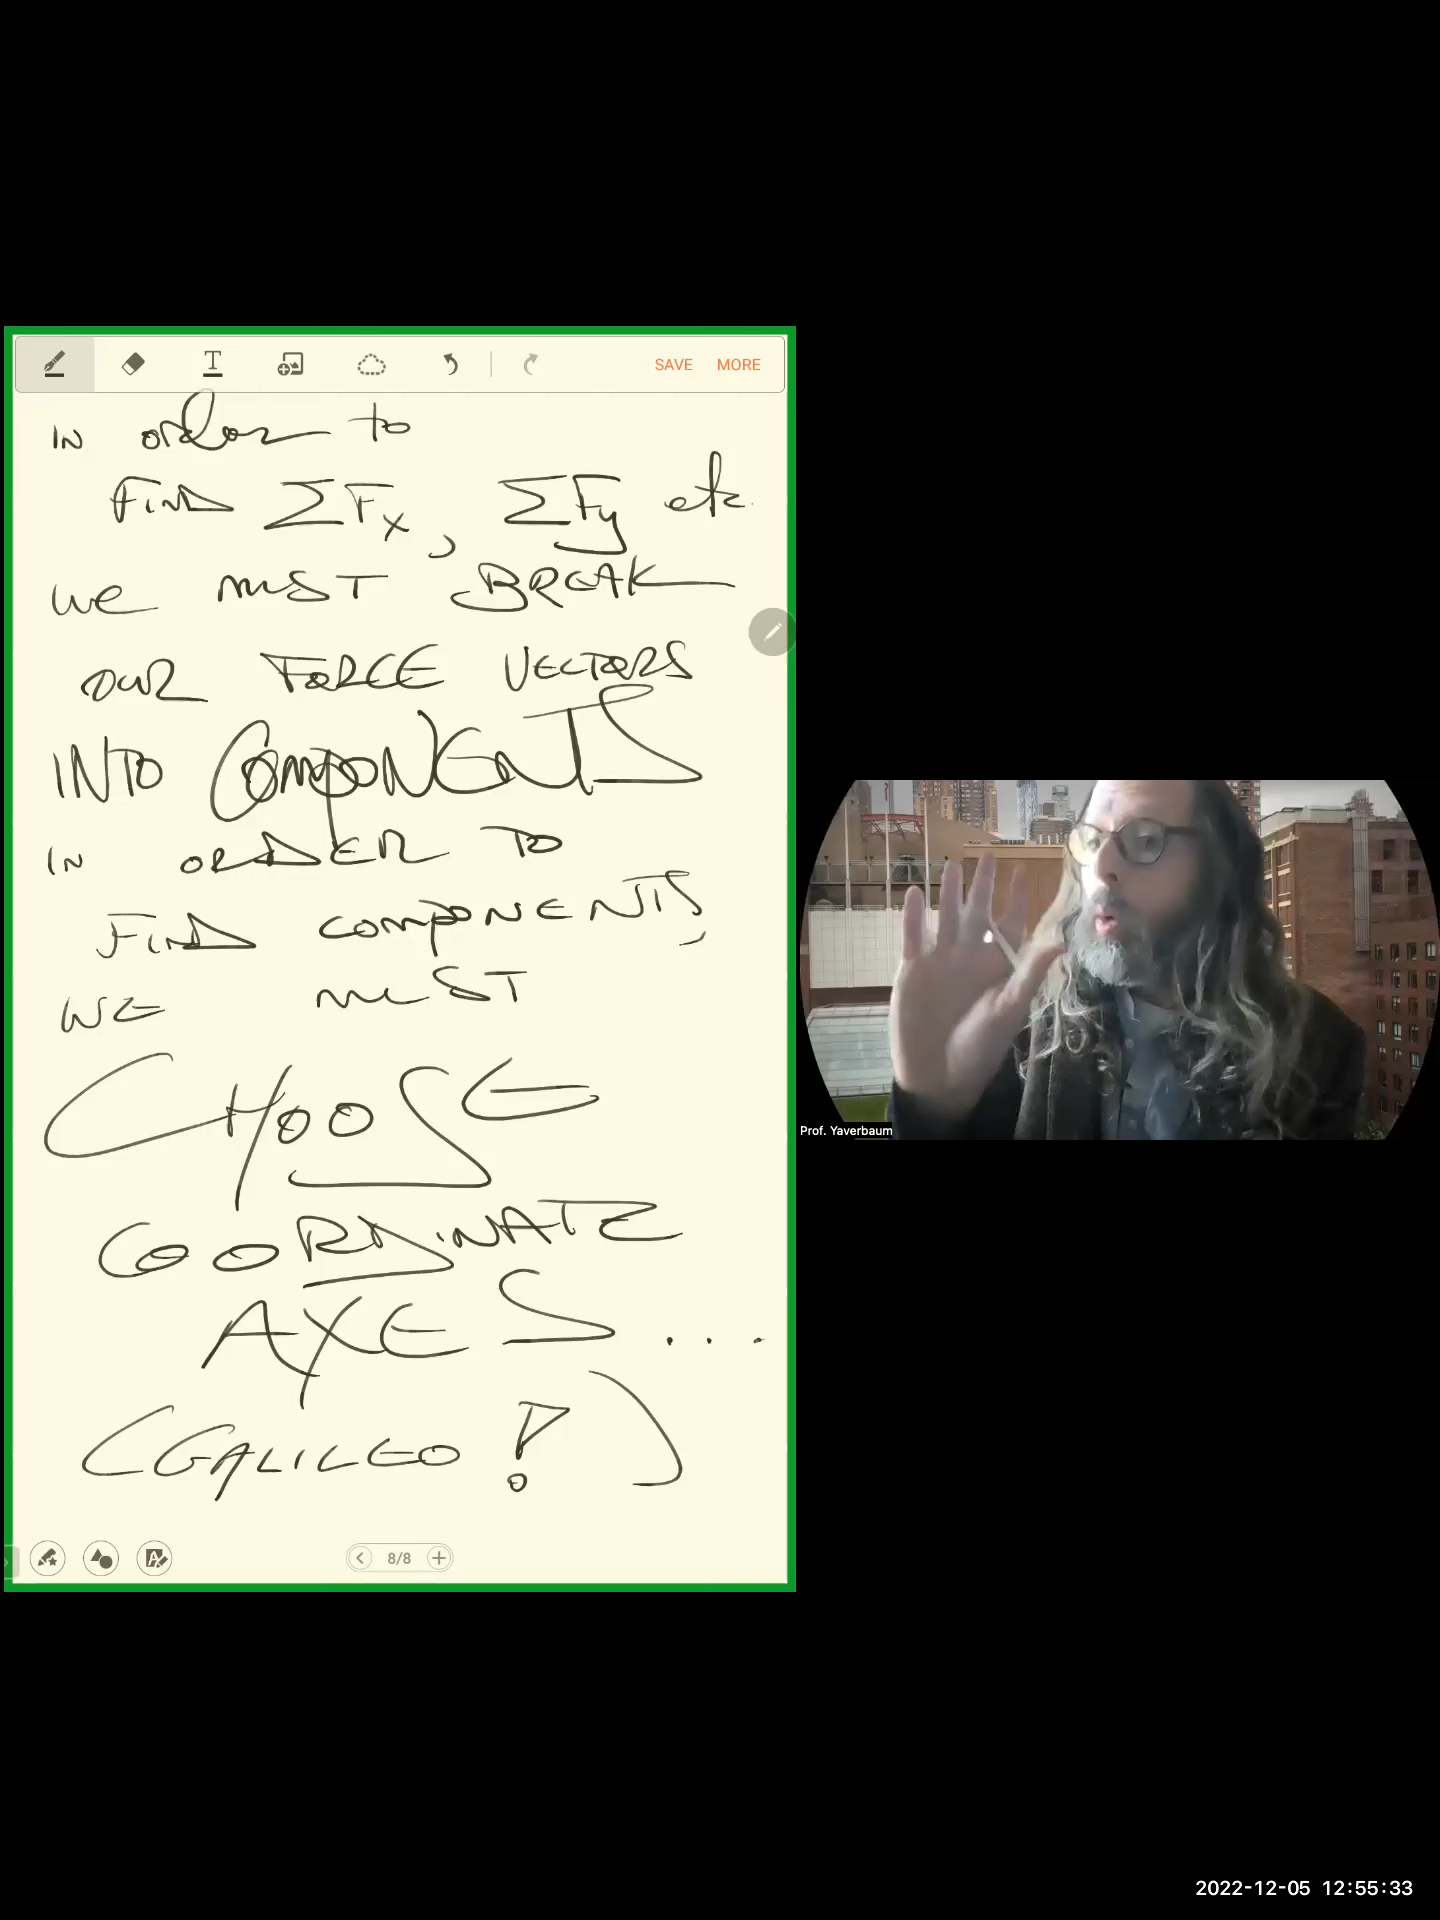 T
SAVE MORE
IN order to
FIND ΣFx, ΣFy etc.
WE MUST BREAK
OUR FORCE VECTORS
INTO COMPONENTS
IN ORDER TO
FIND COMPONENTS,
WE MUST
CHOOSE
COORDINATE
AXES...
(GALILEO!)
8/8
Prof. Yaverbaum
2022-12-05 12:55:33